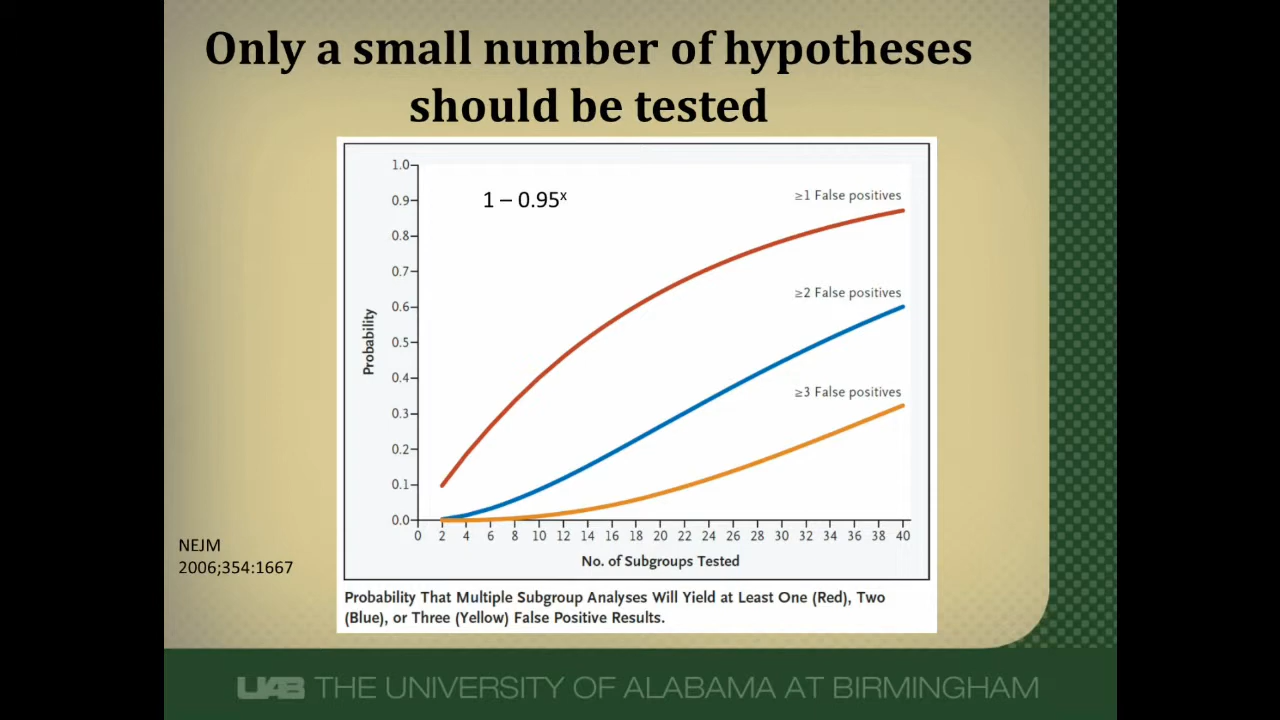 Only a small number of hypotheses
should be tested
1.0
0.9
0.8
0.7
0.6
0.5
0.4
0.3
0.2
0.1
0.0
Probability
1 – 0.95ˣ
≥1 False positives
≥2 False positives
≥3 False positives
0 2 4 6 8 10 12 14 16 18 20 22 24 26 28 30 32 34 36 38 40
No. of Subgroups Tested
NEJM
2006;354:1667
Probability That Multiple Subgroup Analyses Will Yield at Least One (Red), Two
(Blue), or Three (Yellow) False Positive Results.
UAB THE UNIVERSITY OF ALABAMA AT BIRMINGHAM